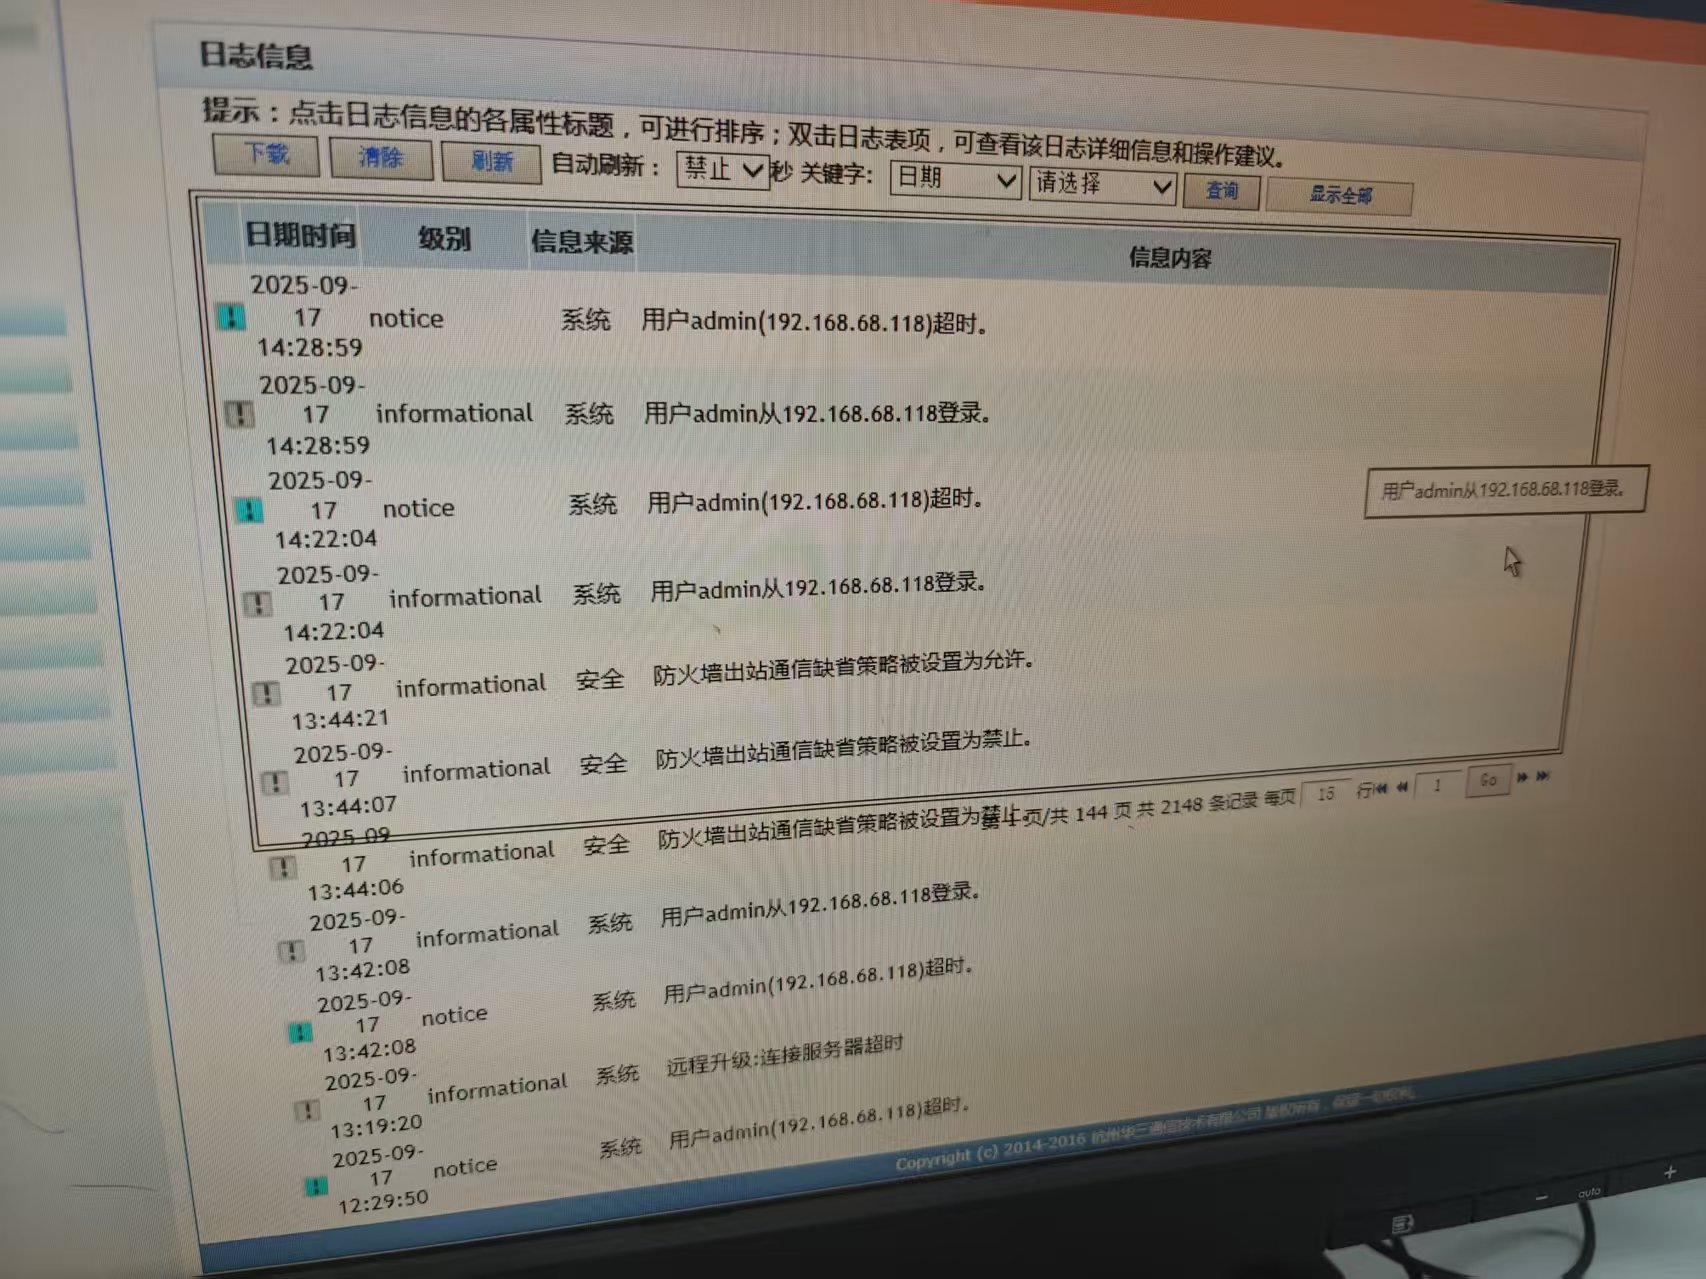 日志信息
提示：点击日志信息的各属性标题，可进行排序；双击日志表项，可查看该日志详细信息和操作建议。
下载 清除 刷新 自动刷新： 禁止 秒 关键字: 日期 请选择 查询 显示全部
日期时间 级别 信息来源 信息内容
2025-09-
17 notice 系统 用户admin(192.168.68.118)超时。
14:28:59
2025-09-
17 informational 系统 用户admin从192.168.68.118登录。
14:28:59
2025-09-
17 notice 系统 用户admin(192.168.68.118)超时。
14:22:04
用户admin从192.168.68.118登录。
2025-09-
17 informational 系统 用户admin从192.168.68.118登录。
14:22:04
2025-09-
17 informational 安全 防火墙出站通信缺省策略被设置为允许。
13:44:21
2025-09-
17 informational 安全 防火墙出站通信缺省策略被设置为禁止。
13:44:07
第 1 页/共 144 页 共 2148 条记录 每页 15 行 1 Go
2025-09
17 informational 安全 防火墙出站通信缺省策略被设置为禁止。
13:44:06
2025-09-
17 informational 系统 用户admin从192.168.68.118登录。
13:42:08
2025-09-
17 notice 系统 用户admin(192.168.68.118)超时。
13:42:08
2025-09-
17 informational 系统 远程升级:连接服务器超时
13:19:20
2025-09-
17 notice 系统 用户admin(192.168.68.118)超时。
12:29:50
Copyright (c) 2014-2016 杭州华三通信技术有限公司 版权所有，保留一切权利。
auto